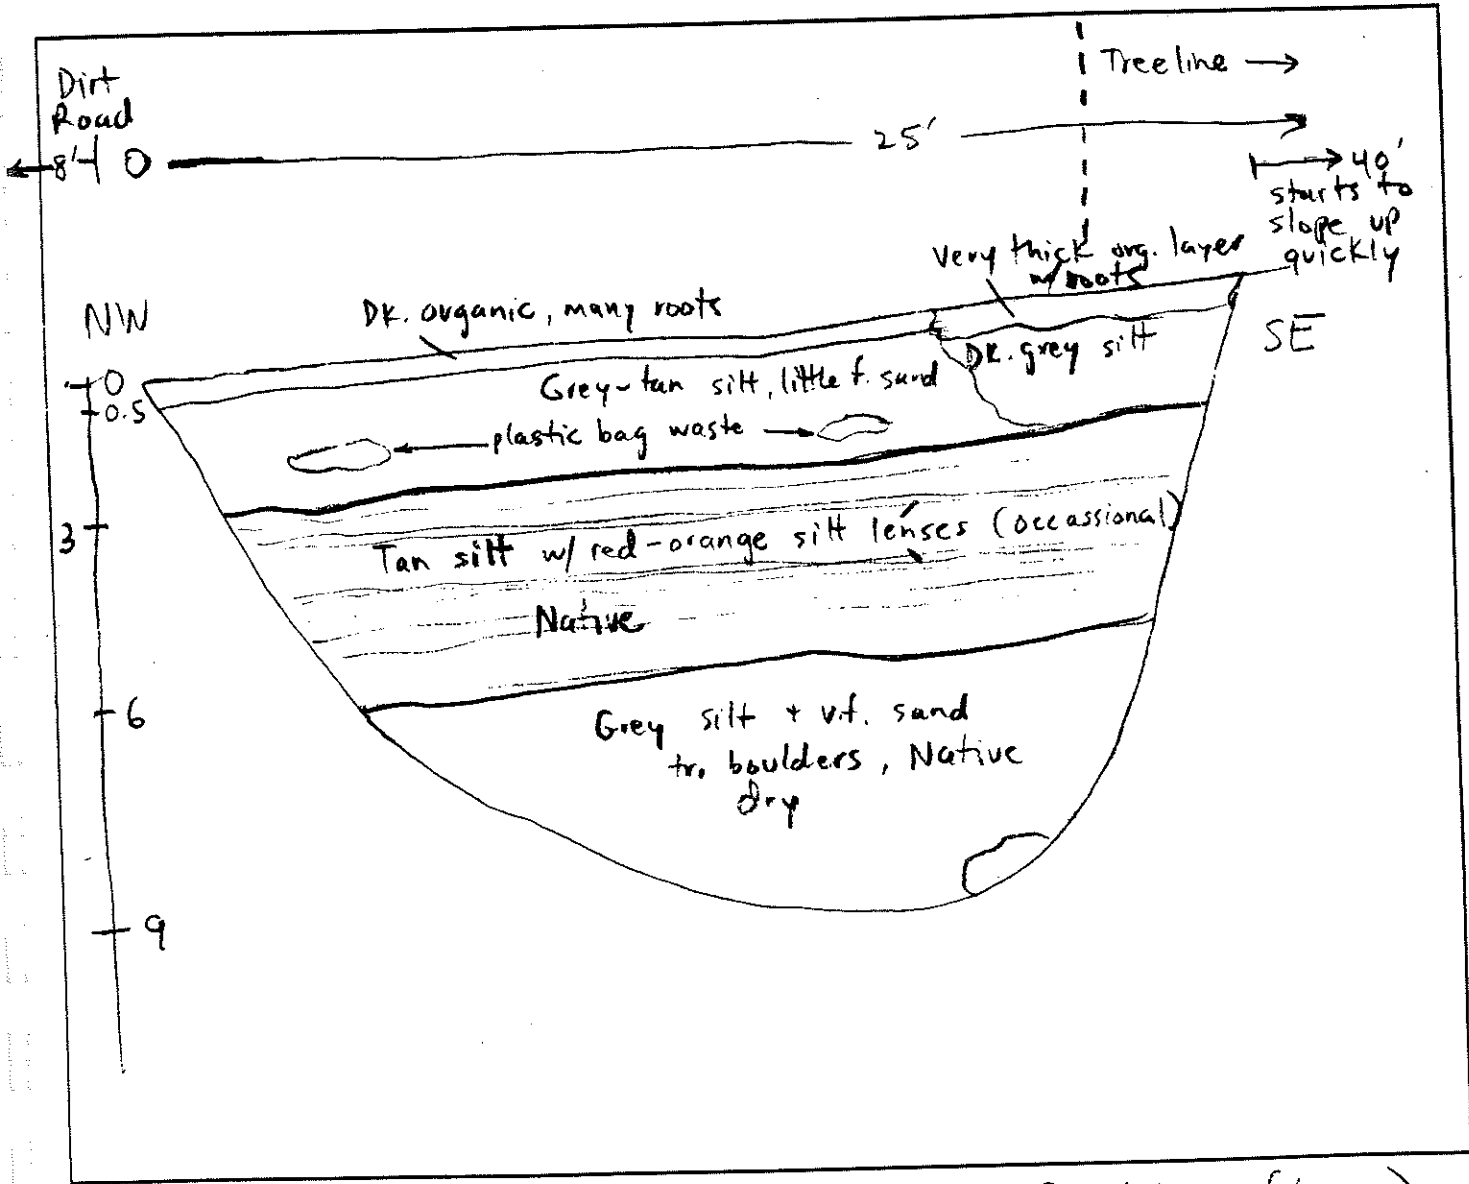 Dirt
Road
8'
0
25'
Treeline
40'
starts to
slope up
quickly
Very thick org. layer
w/ roots
NW
Dk. organic, many roots
SE
0
0.5
Grey-tan silt, little f. sand
Dk. grey silt
plastic bag waste
3
Tan silt w/ red-orange silt lenses (occassional)
Native
6
Grey silt + v.f. sand
tr. boulders, Native
dry
9